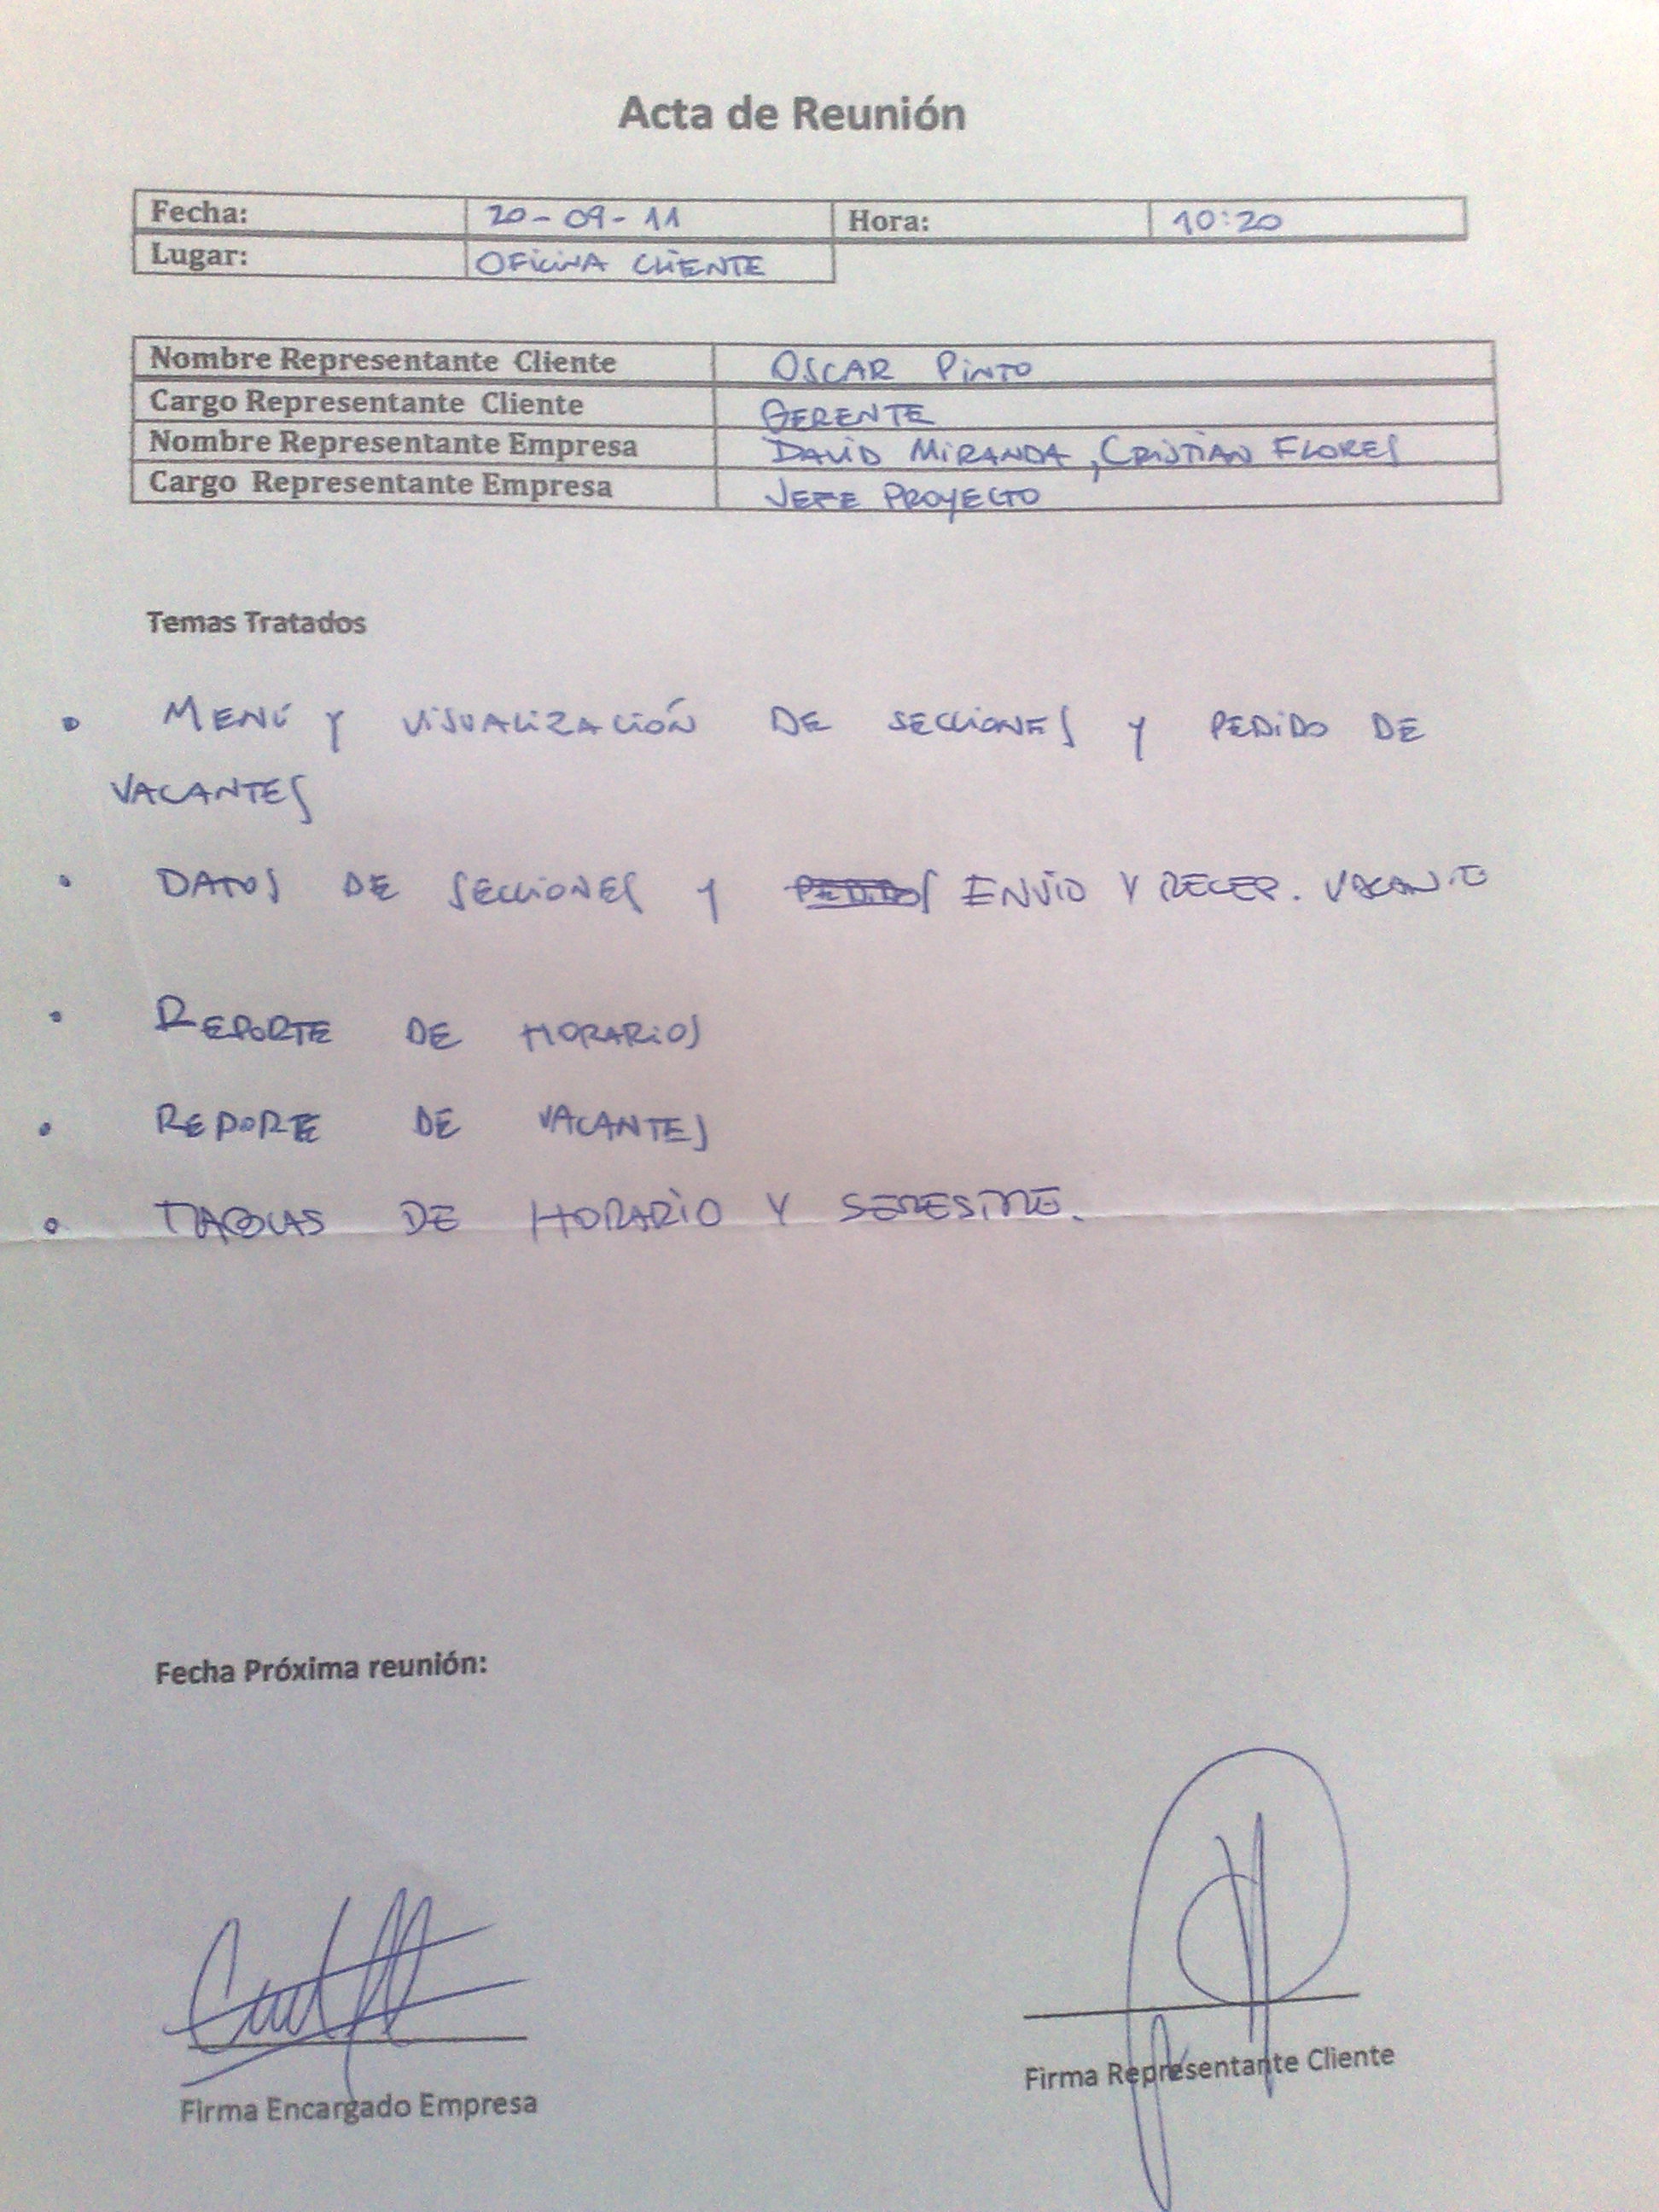 Acta de Reunión
Fecha: 20-09-11 Hora: 10:20
Lugar: OFICINA CLIENTE
Nombre Representante Cliente OSCAR PINTO
Cargo Representante Cliente GERENTE
Nombre Representante Empresa DAVID MIRANDA, CRISTIAN FLORES
Cargo Representante Empresa JEFE PROYECTO
Temas Tratados
• MENÚ Y VISUALIZACIÓN DE SECCIONES Y PEDIDO DE
VACANTES
• DATOS DE SECCIONES Y ENVÍO Y RECEP. VACANTE
• REPORTE DE HORARIOS
• REPORTE DE VACANTES
• TABLAS DE HORARIO Y SEMESTRE.
Fecha Próxima reunión:
Firma Encargado Empresa
Firma Representante Cliente